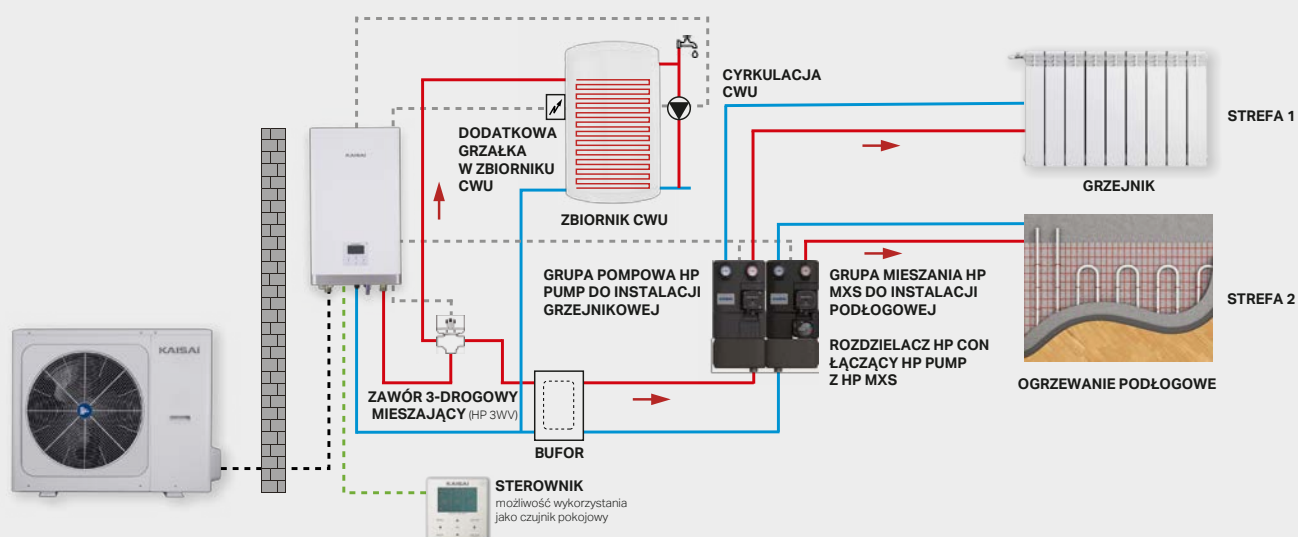 CYRKULACJA
CWU
STREFA 1
GRZEJNIK
DODATKOWA
GRZAŁKA
W ZBIORNIKU
CWU
KAISAI
ZBIORNIK CWU
GRUPA POMPOWA HP
PUMP DO INSTALACJI
GRZEJNIKOWEJ
GRUPA MIESZANIA HP
MXS DO INSTALACJI
PODŁOGOWEJ
ROZDZIELACZ HP CON
ŁĄCZĄCY HP PUMP
Z HP MXS
STREFA 2
OGRZEWANIE PODŁOGOWE
KAISAI
ZAWÓR 3-DROGOWY
MIESZAJĄCY (HP 3WV)
BUFOR
KAISAI
STEROWNIK
możliwość wykorzystania
jako czujnik pokojowy